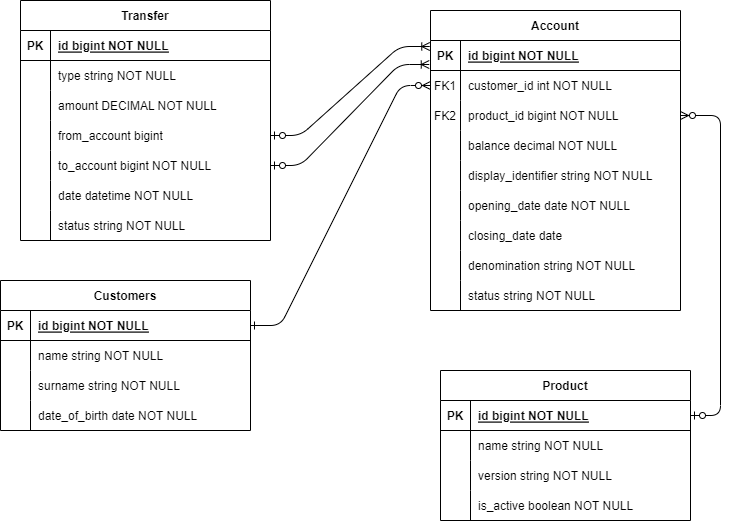 Transfer
PK id bigint NOT NULL
type string NOT NULL
amount DECIMAL NOT NULL
from_account bigint
to_account bigint NOT NULL
date datetime NOT NULL
status string NOT NULL
Account
PK id bigint NOT NULL
FK1 customer_id int NOT NULL
FK2 product_id bigint NOT NULL
balance decimal NOT NULL
display_identifier string NOT NULL
opening_date date NOT NULL
closing_date date
denomination string NOT NULL
status string NOT NULL
Customers
PK id bigint NOT NULL
name string NOT NULL
surname string NOT NULL
date_of_birth date NOT NULL
Product
PK id bigint NOT NULL
name string NOT NULL
version string NOT NULL
is_active boolean NOT NULL